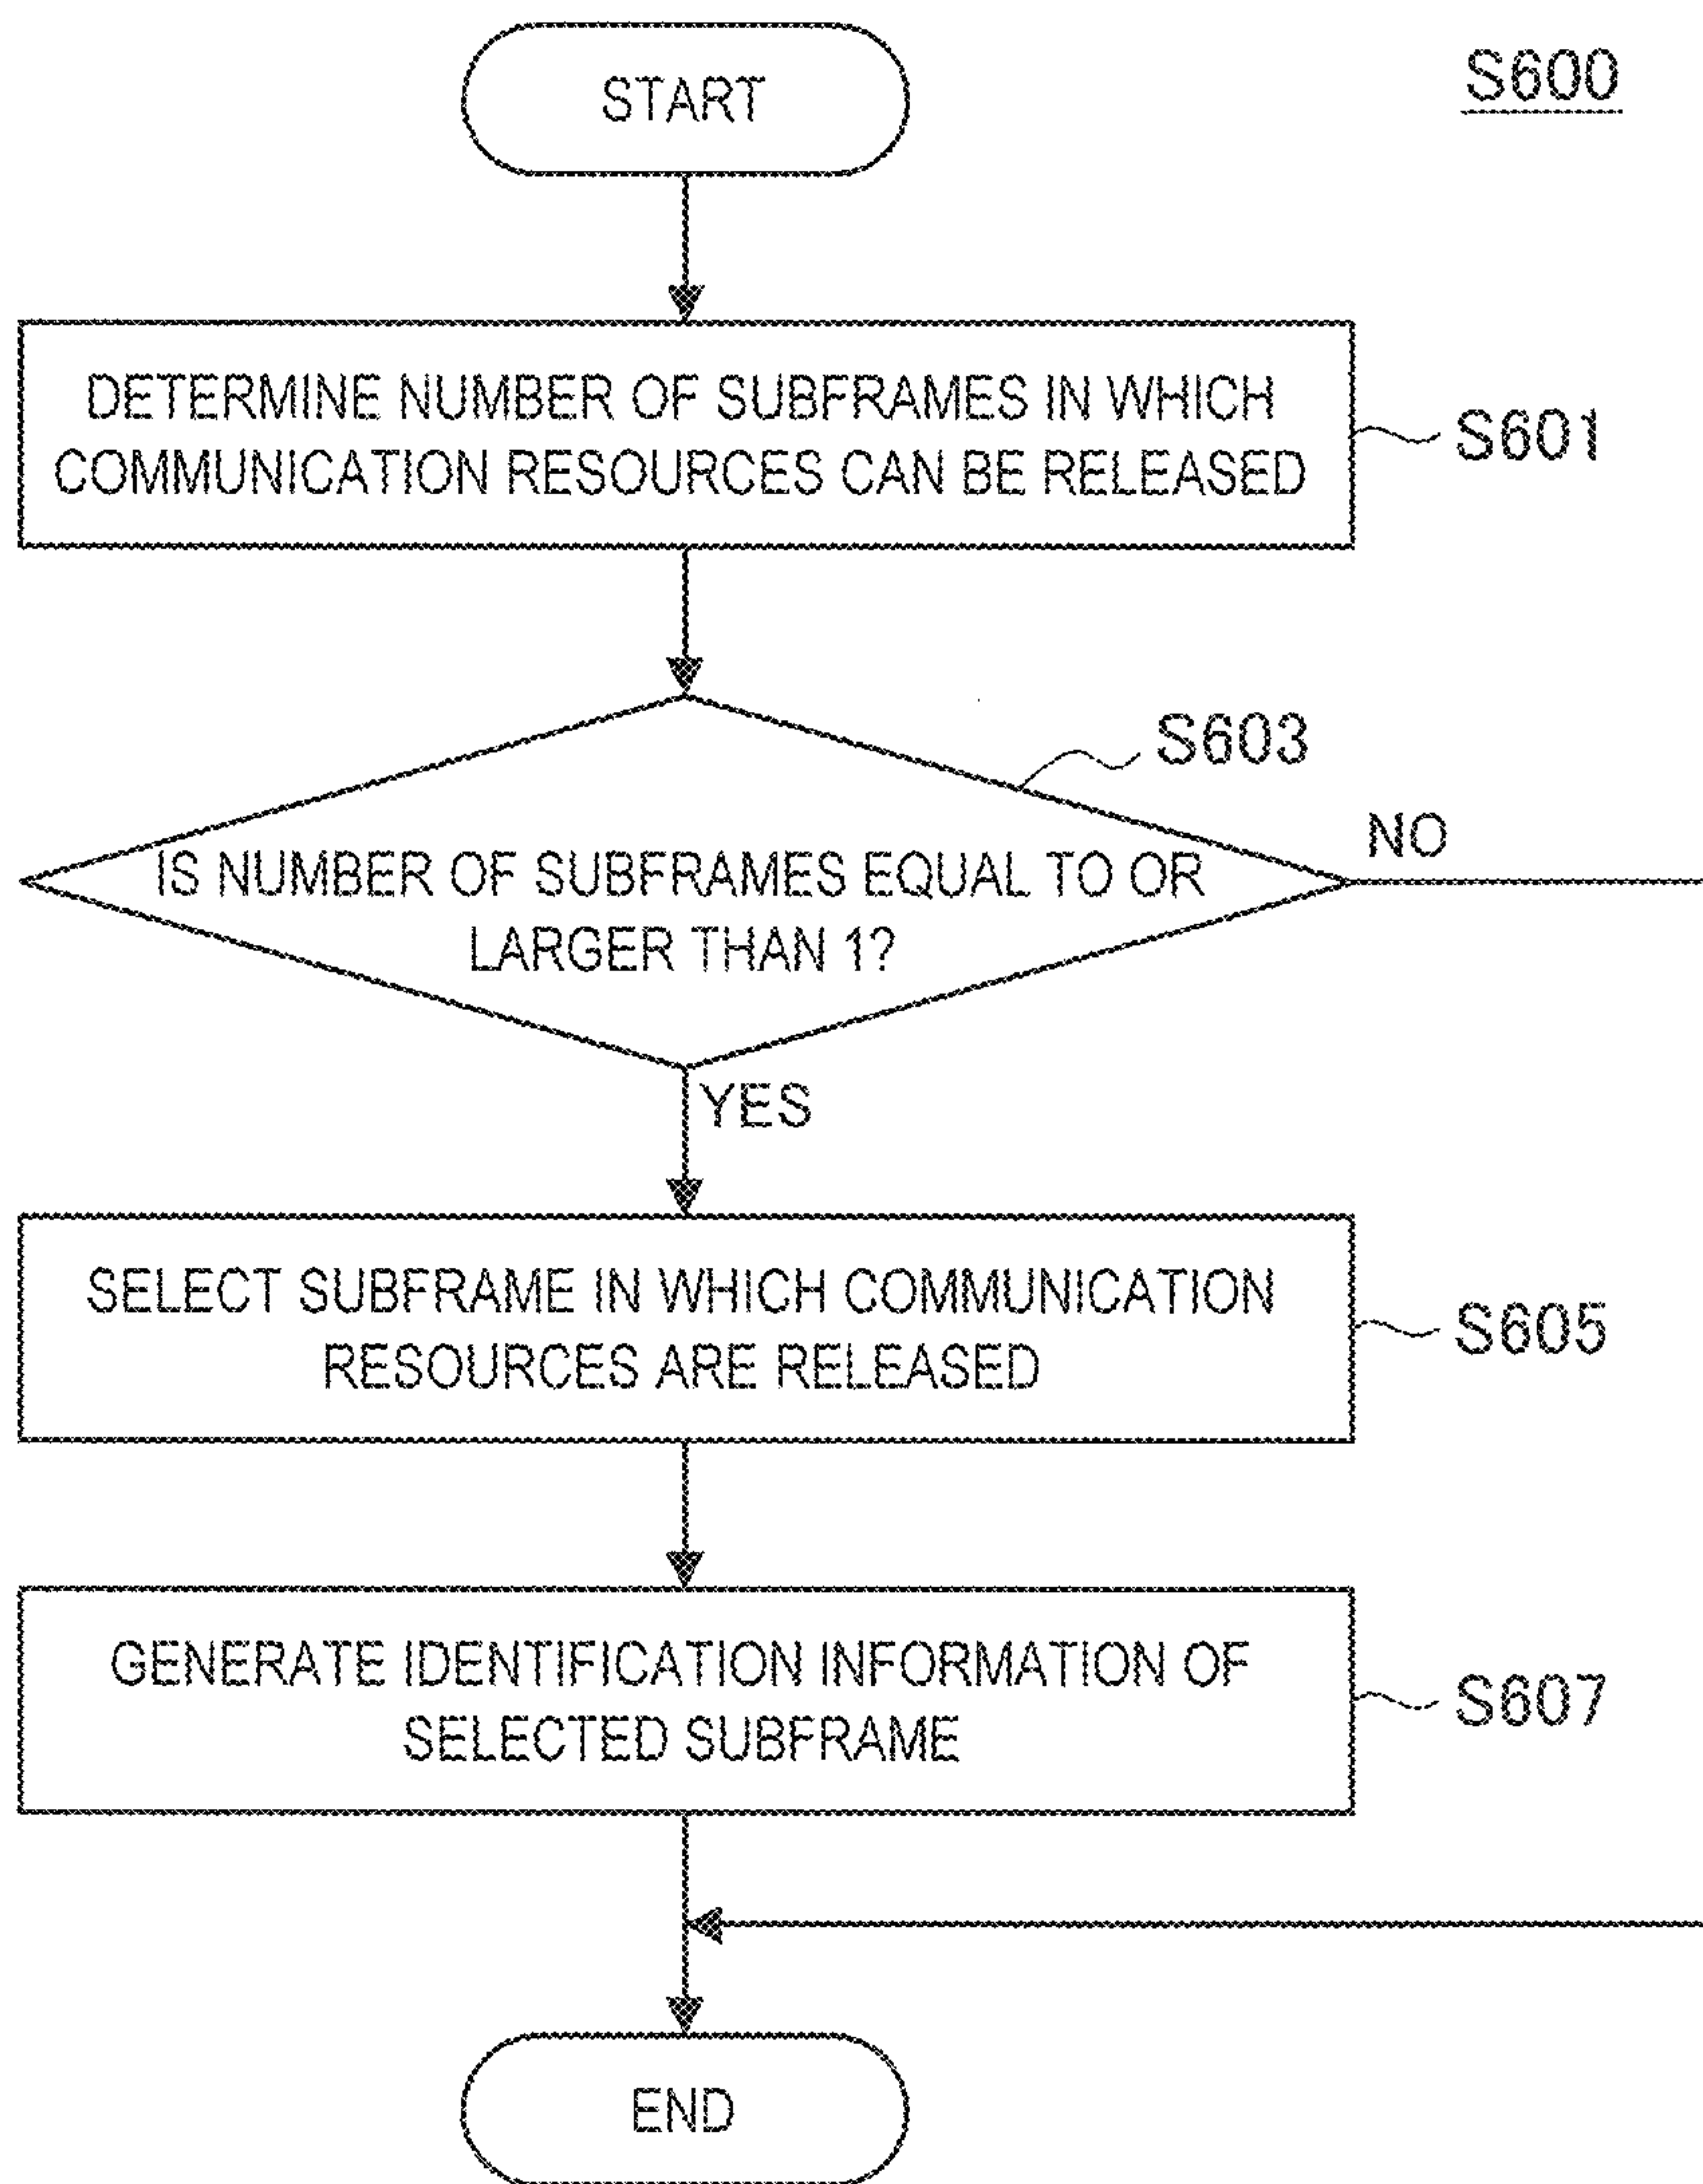 S600
START
DETERMINE NUMBER OF SUBFRAMES IN WHICH
COMMUNICATION RESOURCES CAN BE RELEASED
S601
S603
IS NUMBER OF SUBFRAMES EQUAL TO OR
LARGER THAN 1?
NO
YES
SELECT SUBFRAME IN WHICH COMMUNICATION
RESOURCES ARE RELEASED
S605
GENERATE IDENTIFICATION INFORMATION OF
SELECTED SUBFRAME
S607
END